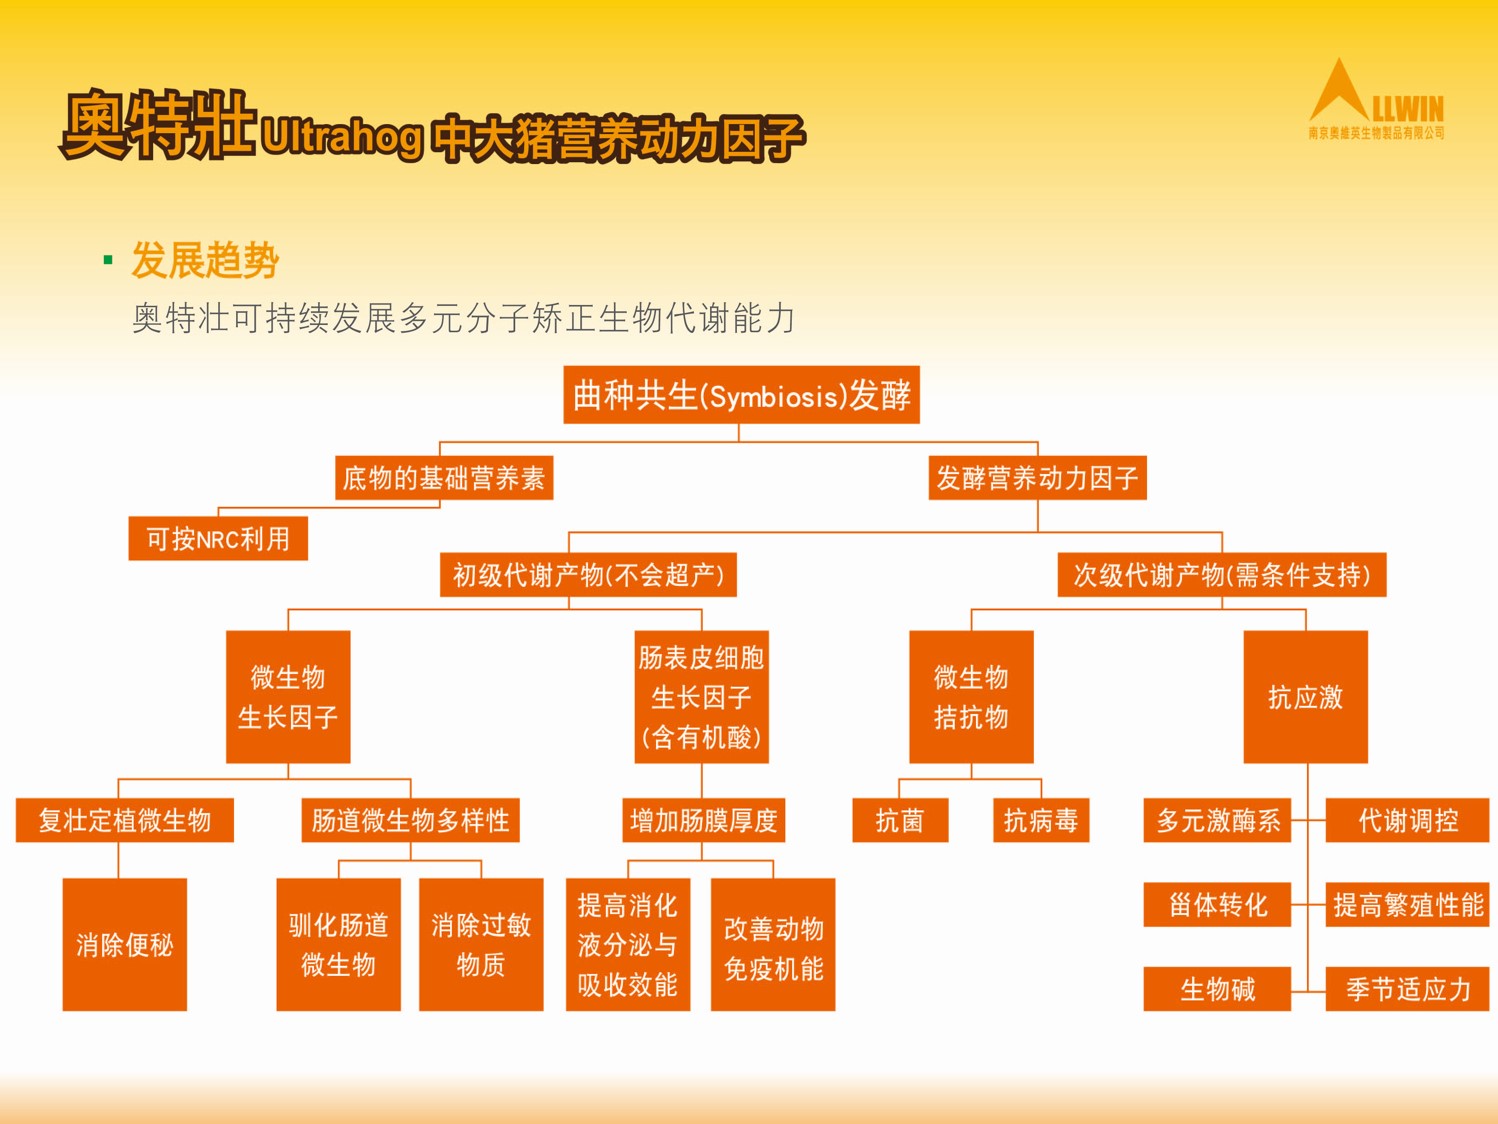 奥特壯 Ultrahog 中大猪营养动力因子
LLWIN
南京奥維英生物製品有限公司
发展趋势
奥特壮可持续发展多元分子矫正生物代谢能力
曲种共生(Symbiosis)发酵
底物的基础营养素
发酵营养动力因子
可按NRC利用
初级代谢产物(不会超产)
次级代谢产物(需条件支持)
微生物
生长因子
肠表皮细胞
生长因子
(含有机酸)
微生物
拮抗物
抗应激
复壮定植微生物
肠道微生物多样性
增加肠膜厚度
抗菌
抗病毒
多元激酶系
代谢调控
消除便秘
驯化肠道
微生物
消除过敏
物质
提高消化
液分泌与
吸收效能
改善动物
免疫机能
甾体转化
提高繁殖性能
生物碱
季节适应力